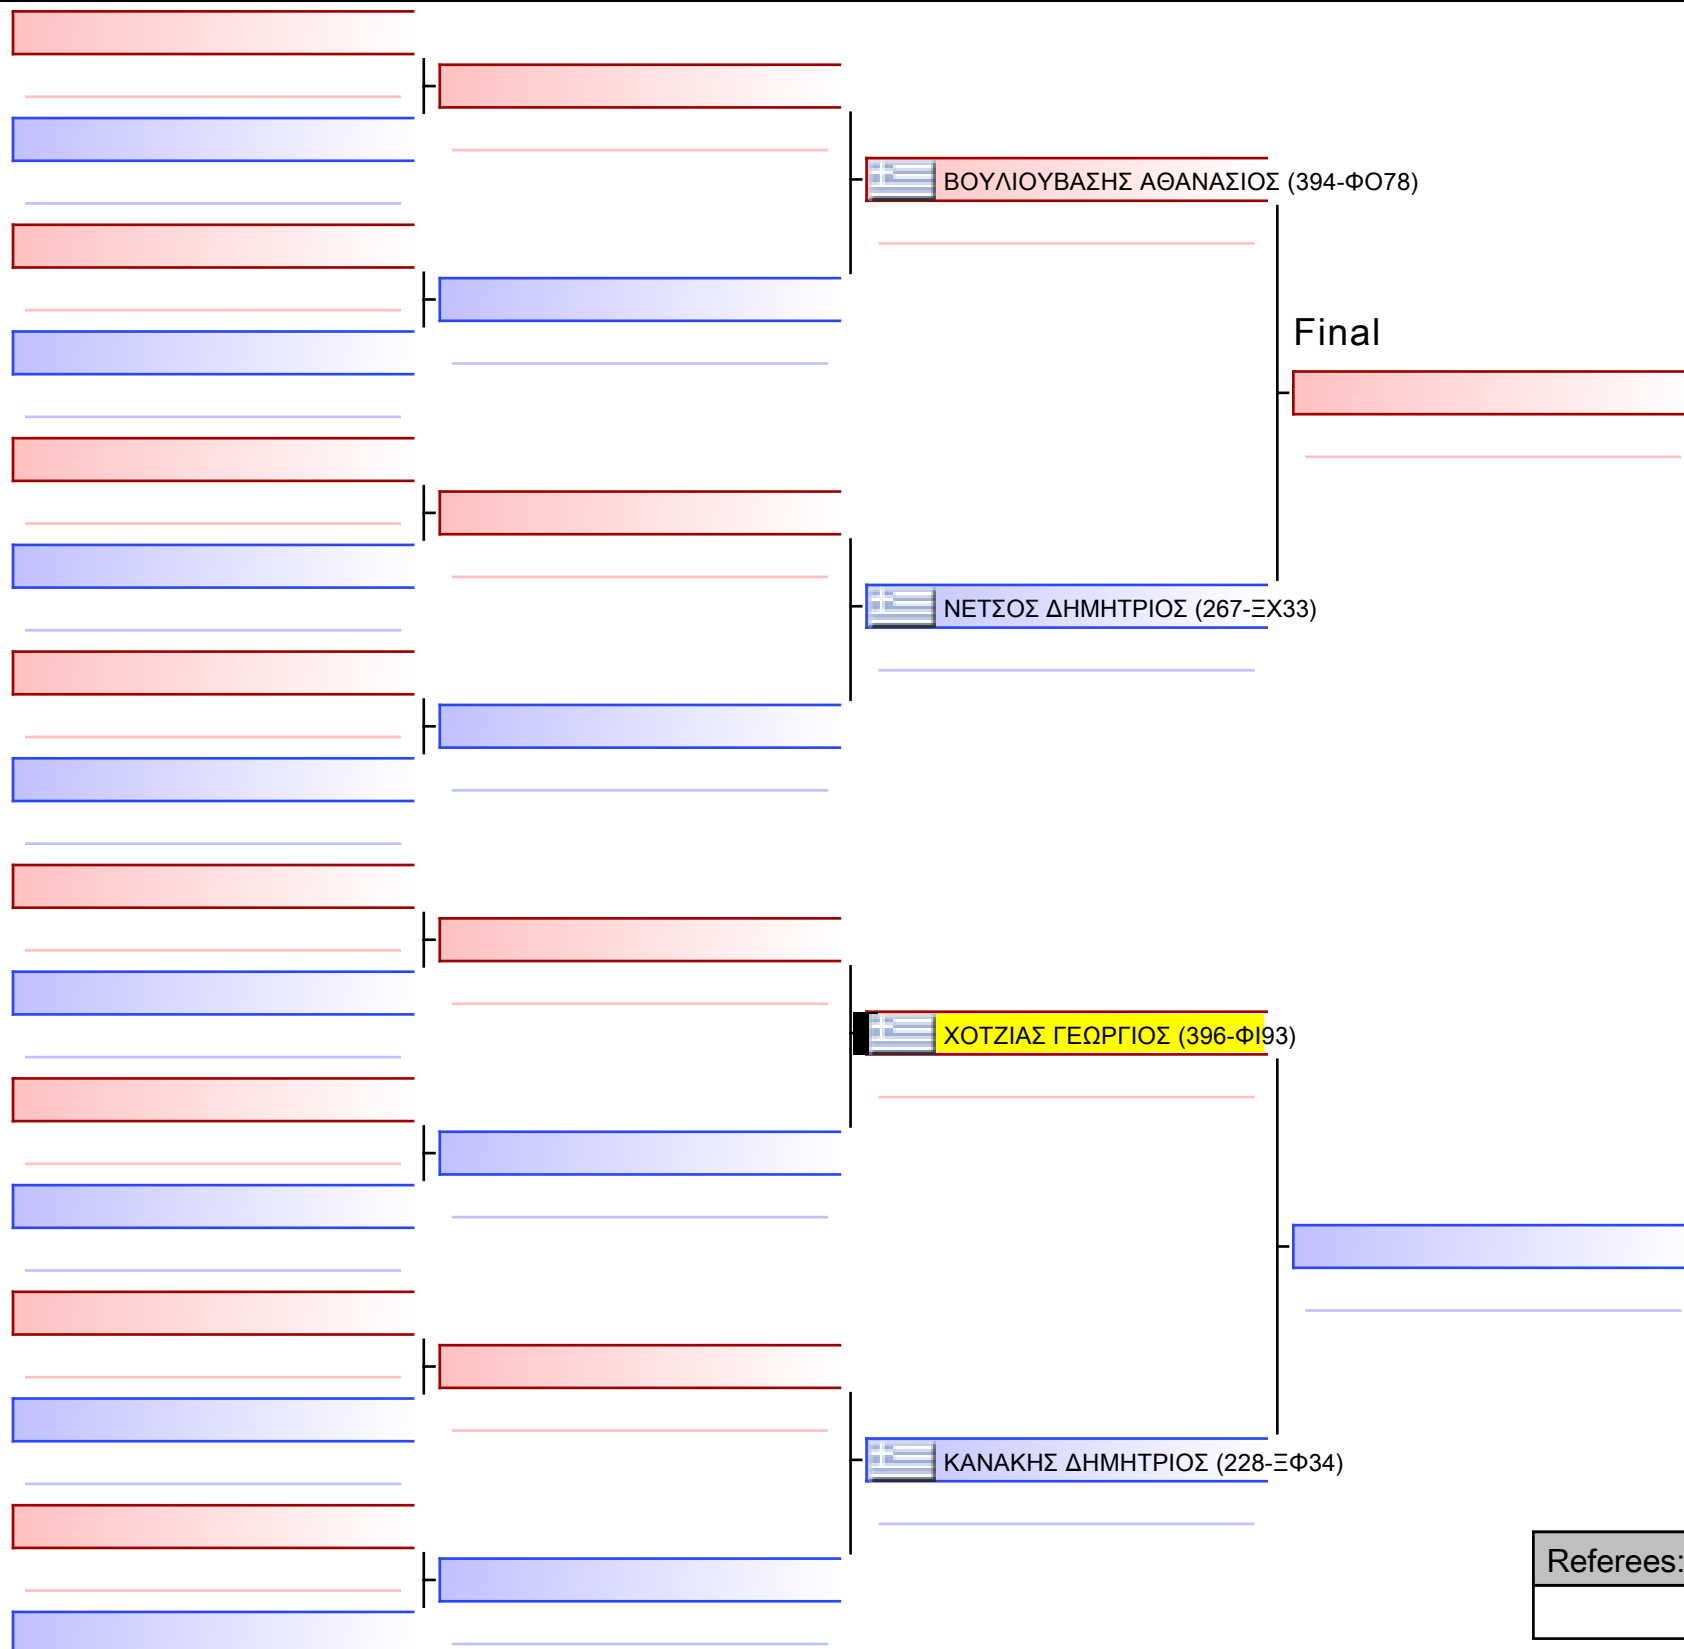 ΒΟΥΛΙΟΥΒΑΣΗΣ ΑΘΑΝΑΣΙΟΣ (394-ΦΟ78)
Final
ΝΕΤΣΟΣ ΔΗΜΗΤΡΙΟΣ (267-ΞΧ33)
ΧΟΤΖΙΑΣ ΓΕΩΡΓΙΟΣ (396-ΦΙ93)
ΚΑΝΑΚΗΣ ΔΗΜΗΤΡΙΟΣ (228-ΞΦ34)
Referees: